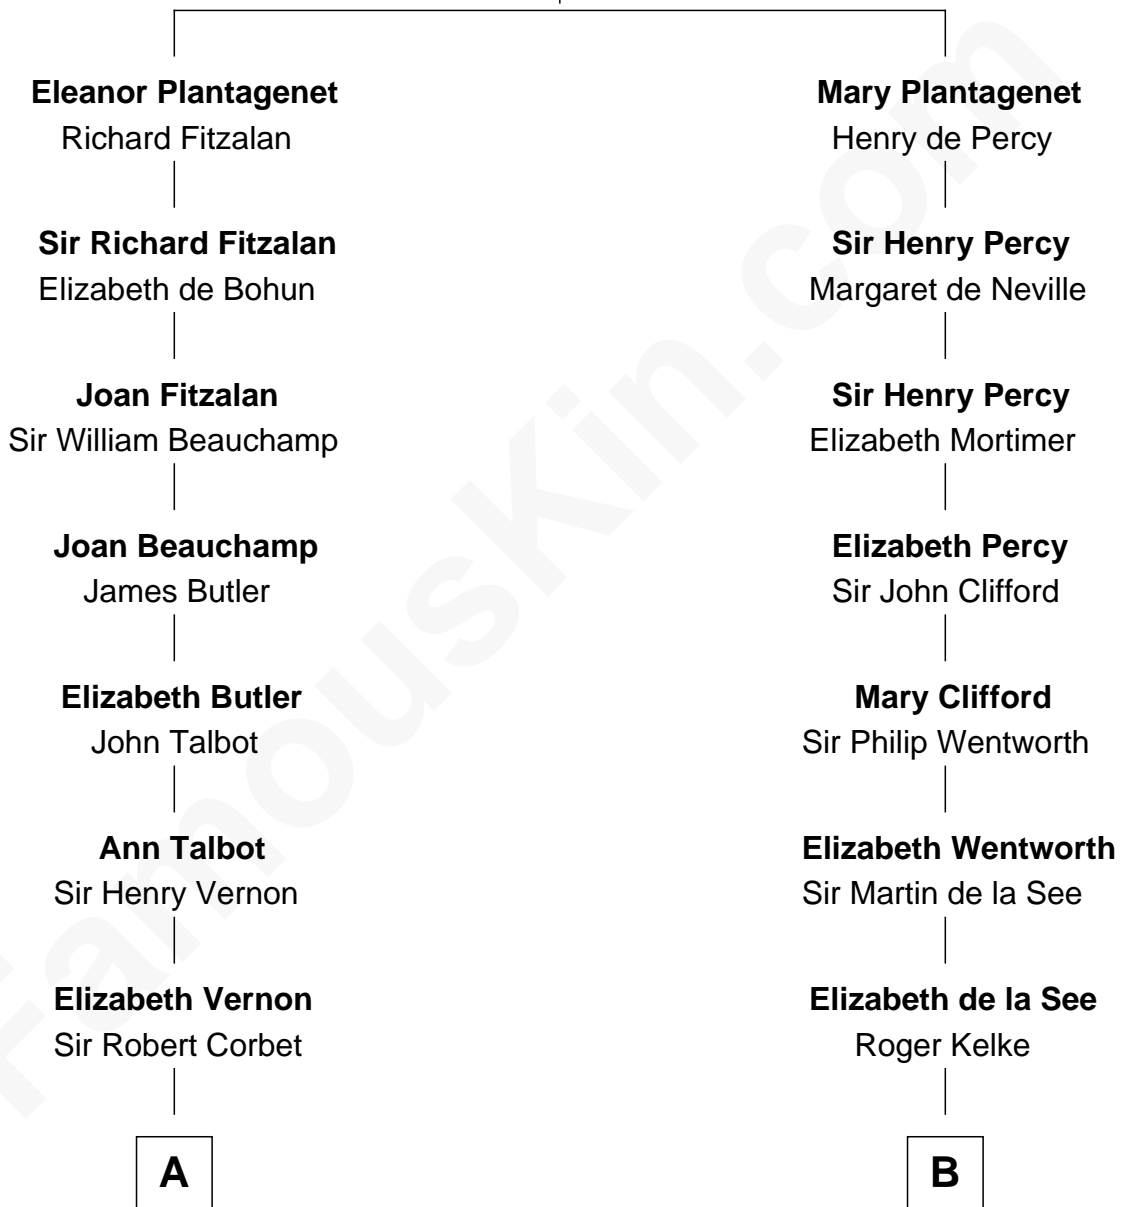 Eleanor Plantagenet
Richard Fitzalan
Sir Richard Fitzalan
Elizabeth de Bohun
Joan Fitzalan
Sir William Beauchamp
Joan Beauchamp
James Butler
Elizabeth Butler
John Talbot
Ann Talbot
Sir Henry Vernon
Elizabeth Vernon
Sir Robert Corbet
A
Mary Plantagenet
Henry de Percy
Sir Henry Percy
Margaret de Neville
Sir Henry Percy
Elizabeth Mortimer
Elizabeth Percy
Sir John Clifford
Mary Clifford
Sir Philip Wentworth
Elizabeth Wentworth
Sir Martin de la See
Elizabeth de la See
Roger Kelke
B
FamousKin.com